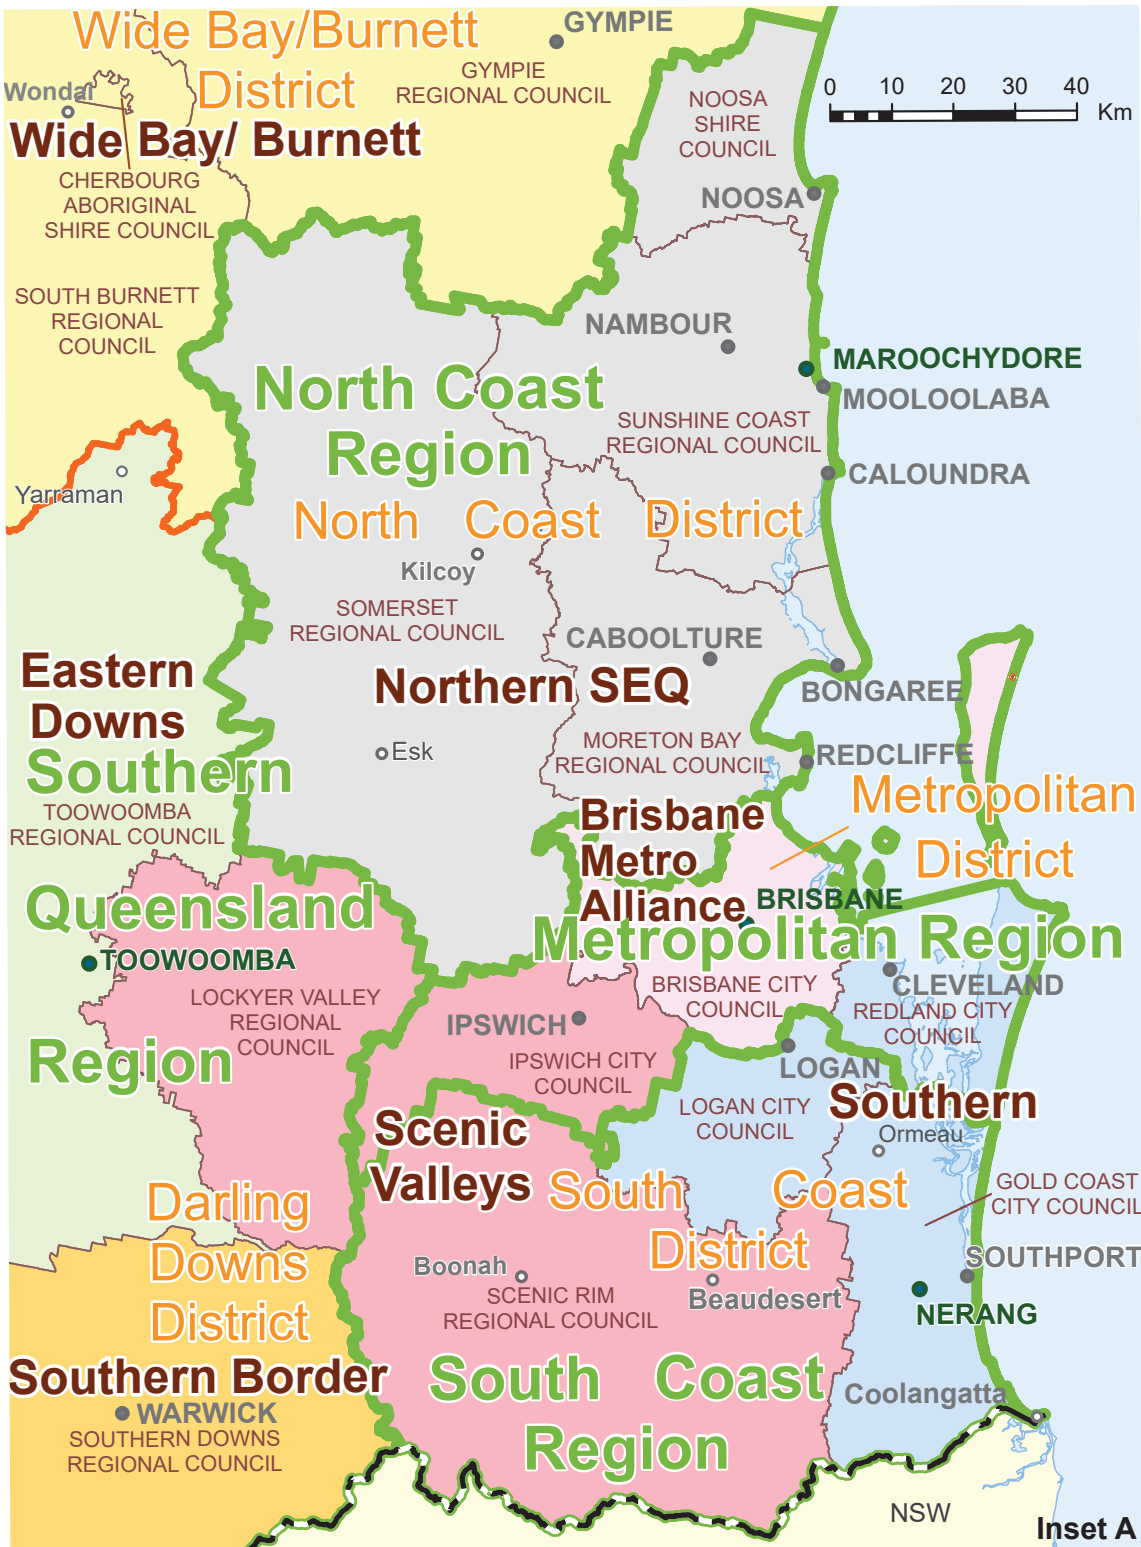 Wide Bay/Burnett
District
GYMPIE
GYMPIE
REGIONAL COUNCIL
Wondai
Wide Bay/ Burnett
CHERBOURG
ABORIGINAL
SHIRE COUNCIL
NOOSA
SHIRE
COUNCIL
0 10 20 30 40
Km
NOOSA
SOUTH BURNETT
REGIONAL
COUNCIL
NAMBOUR
MAROOCHYDORE
MOOLOOLABA
North Coast
Region
SUNSHINE COAST
REGIONAL COUNCIL
CALOUNDRA
Yarraman
North Coast District
Kilcoy
SOMERSET
REGIONAL COUNCIL
CABOOLTURE
Northern SEQ
BONGAREE
Eastern
Downs
Southern
Esk
MORETON BAY
REGIONAL COUNCIL
REDCLIFFE
TOOWOOMBA
REGIONAL COUNCIL
Metropolitan
District
Brisbane
Metro
Alliance
BRISBANE
Queensland
Metropolitan Region
TOOWOOMBA
LOCKYER VALLEY
REGIONAL
COUNCIL
BRISBANE CITY
COUNCIL
CLEVELAND
REDLAND CITY
COUNCIL
IPSWICH
IPSWICH CITY
COUNCIL
Region
LOGAN
LOGAN CITY
COUNCIL
Southern
Ormeau
Scenic
Valleys
South Coast
District
GOLD COAST
CITY COUNCIL
Darling
Downs
District
Boonah
SCENIC RIM
REGIONAL COUNCIL
Beaudesert
SOUTHPORT
NERANG
Southern Border
WARWICK
SOUTHERN DOWNS
REGIONAL COUNCIL
South Coast
Region
Coolangatta
NSW
Inset A